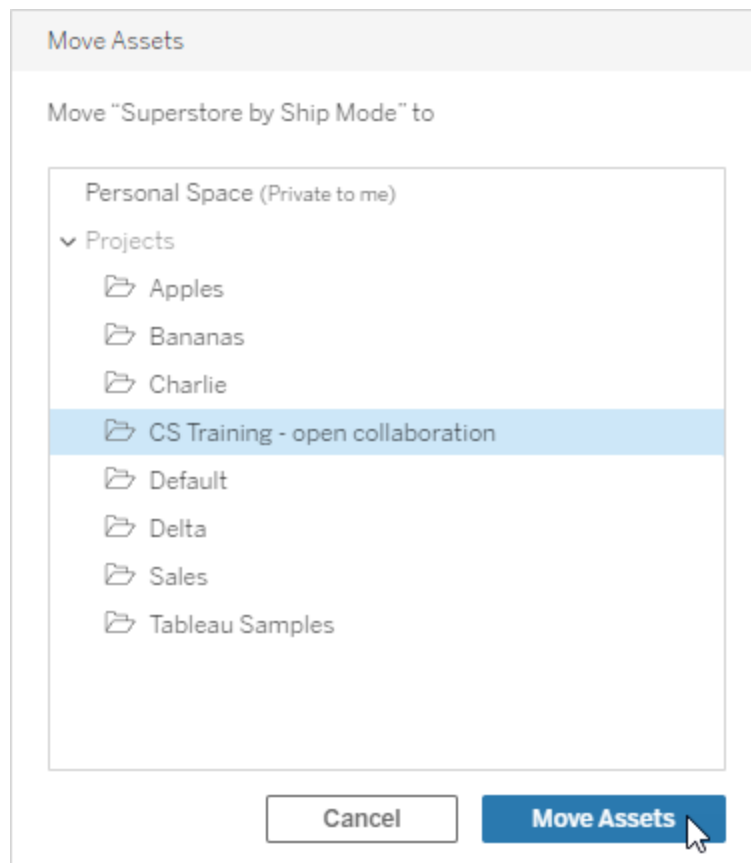 Move Assets
Move “Superstore by Ship Mode” to
Personal Space (Private to me)
Projects
Apples
Bananas
Charlie
CS Training - open collaboration
Default
Delta
Sales
Tableau Samples
Cancel
Move Assets